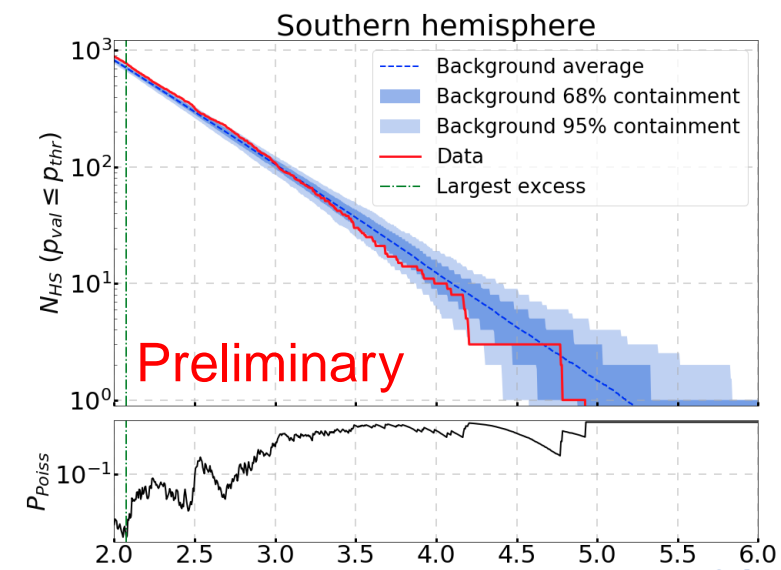 Southern hemisphere
10³
10²
10¹
10⁰
N_HS (p_val ≤ p_thr)
Background average
Background 68% containment
Background 95% containment
Data
Largest excess
Preliminary
10⁻¹
P_Poiss
2.0 2.5 3.0 3.5 4.0 4.5 5.0 5.5 6.0